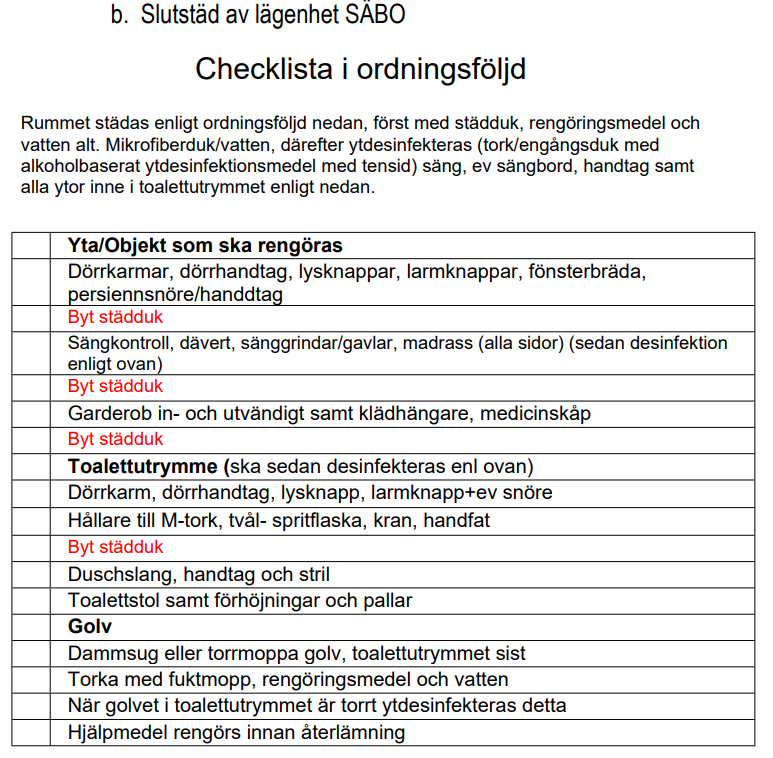 b. Slutstäd av lägenhet SÄBO
Checklista i ordningsföljd
Rummet städas enligt ordningsföljd nedan, först med städduk, rengöringsmedel och
vatten alt. Mikrofiberduk/vatten, därefter ytdesinfekteras (tork/engångsduk med
alkoholbaserat ytdesinfektionsmedel med tensid) säng, ev sängbord, handtag samt
alla ytor inne i toalettutrymmet enligt nedan.
Yta/Objekt som ska rengöras
Dörrkarmar, dörrhandtag, lysknappar, larmknappar, fönsterbräda,
persiennsnöre/handdtag
Byt städduk
Sängkontroll, dävert, sänggrindar/gavlar, madrass (alla sidor) (sedan desinfektion
enligt ovan)
Byt städduk
Garderob in- och utvändigt samt klädhängare, medicinskåp
Byt städduk
Toalettutrymme (ska sedan desinfekteras enl ovan)
Dörrkarm, dörrhandtag, lysknapp, larmknapp+ev snöre
Hållare till M-tork, tvål- spritflaska, kran, handfat
Byt städduk
Duschslang, handtag och stril
Toalettstol samt förhöjningar och pallar
Golv
Dammsug eller torrmoppa golv, toalettutrymmet sist
Torka med fuktmopp, rengöringsmedel och vatten
När golvet i toalettutrymmet är torrt ytdesinfekteras detta
Hjälpmedel rengörs innan återlämning